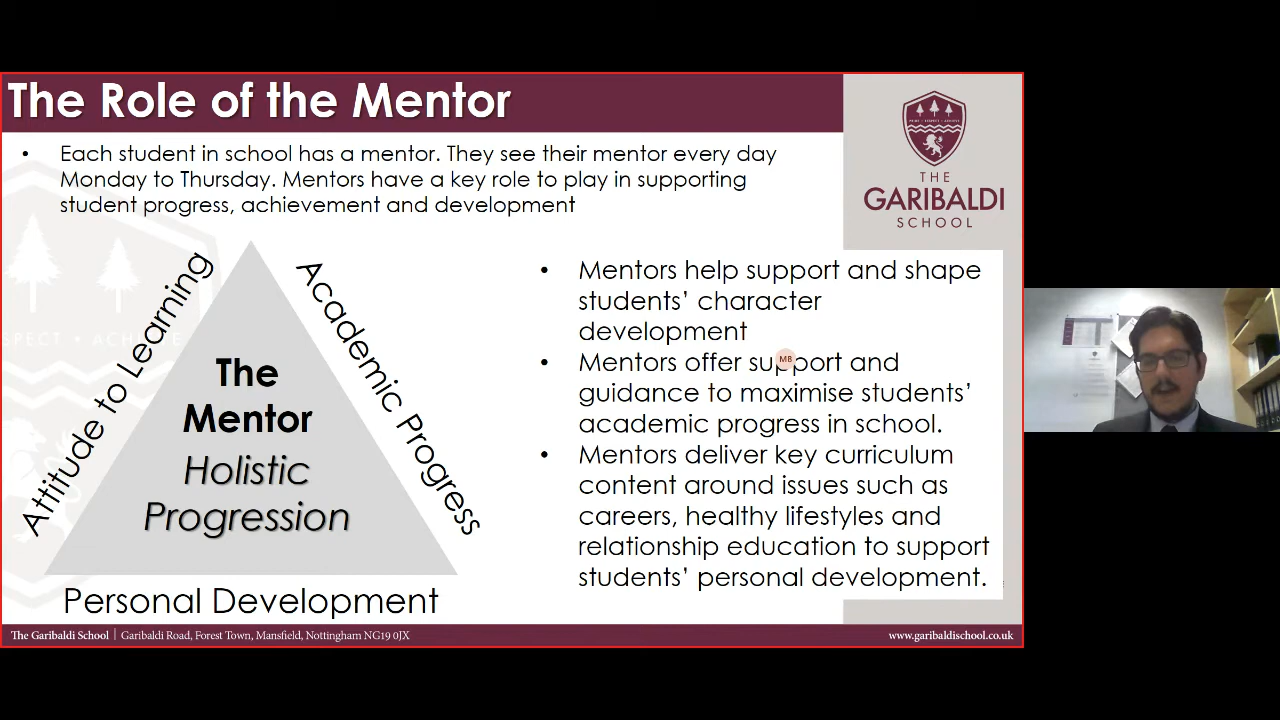 The Role of the Mentor
• Each student in school has a mentor. They see their mentor every day
Monday to Thursday. Mentors have a key role to play in supporting
student progress, achievement and development
PRIDE • RESPECT • ACHIEVE
THE
GARIBALDI
SCHOOL
Attitude to Learning
Academic Progress
The
Mentor
Holistic
Progression
Personal Development
• Mentors help support and shape
students’ character
development
• Mentors offer support and
guidance to maximise students’
academic progress in school.
• Mentors deliver key curriculum
content around issues such as
careers, healthy lifestyles and
relationship education to support
students’ personal development.
MB
The Garibaldi School | Garibaldi Road, Forest Town, Mansfield, Nottingham NG19 0JX
www.garibaldischool.co.uk